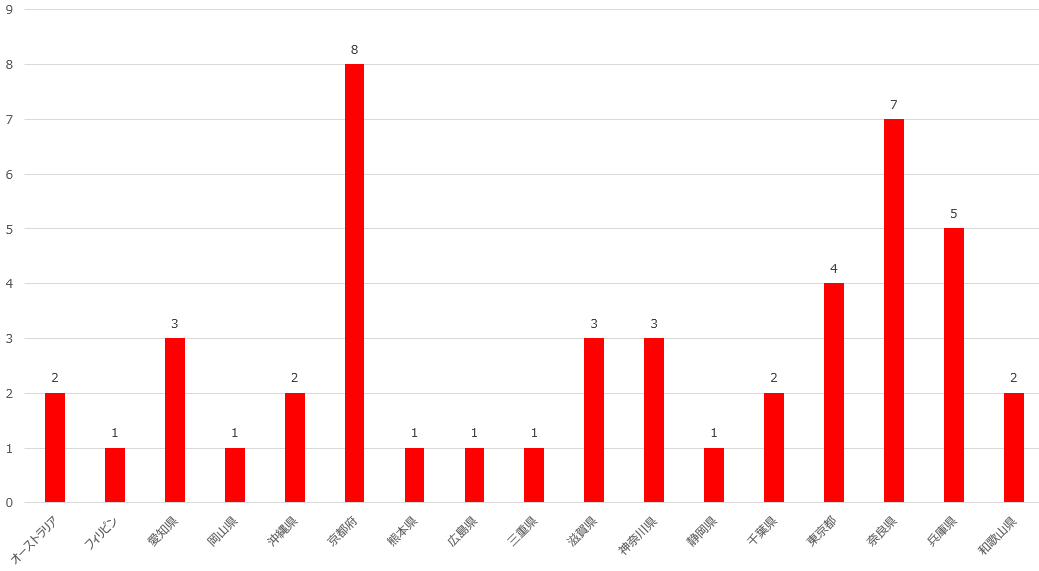 9
8
7
6
5
4
3
2
1
0
2
1
3
1
2
8
1
1
1
3
3
1
2
4
7
5
2
オーストラリア
フィリピン
愛知県
岡山県
沖縄県
京都府
熊本県
広島県
三重県
滋賀県
神奈川県
静岡県
千葉県
東京都
奈良県
兵庫県
和歌山県